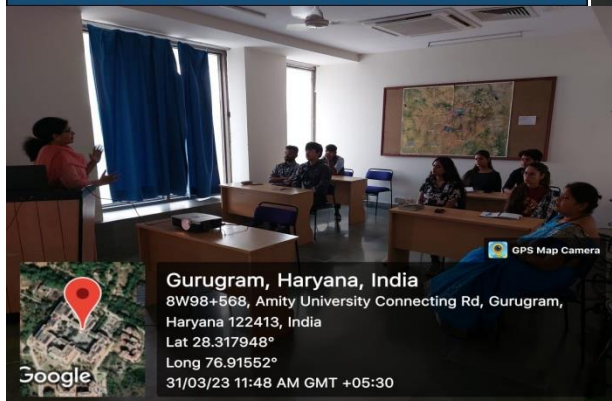 GPS Map Camera
Gurugram, Haryana, India
8W98+568, Amity University Connecting Rd, Gurugram,
Haryana 122413, India
Lat 28.317948°
Long 76.91552°
31/03/23 11:48 AM GMT +05:30
Google